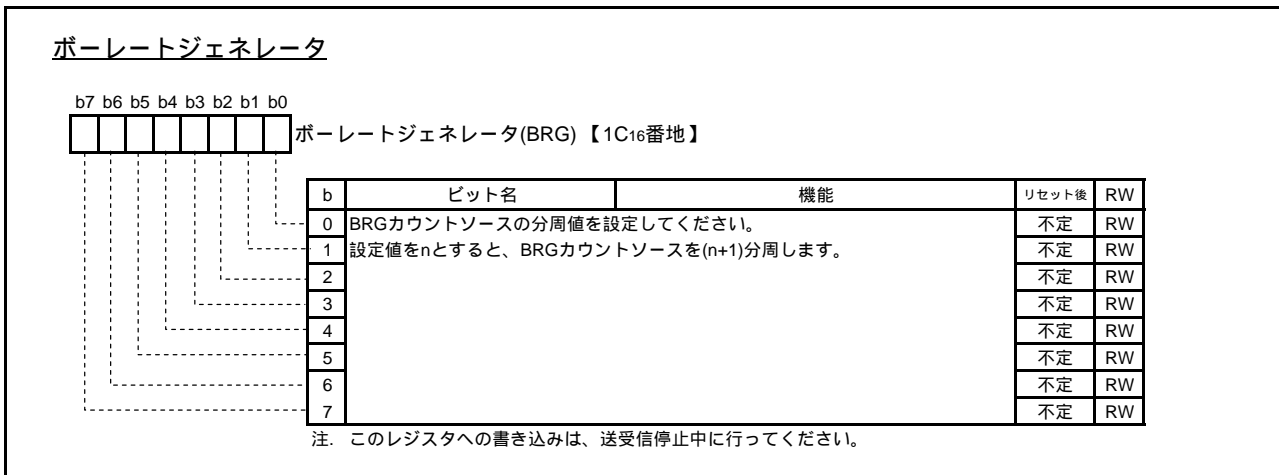 ボーレートジェネレータ
b7 b6 b5 b4 b3 b2 b1 b0
ボーレートジェネレータ(BRG)【1C16番地】
b ビット名 機能 リセット後 RW
0 BRGカウントソースの分周値を設定してください。 不定 RW
1 設定値をnとすると、BRGカウントソースを(n+1)分周します。 不定 RW
2 不定 RW
3 不定 RW
4 不定 RW
5 不定 RW
6 不定 RW
7 不定 RW
注. このレジスタへの書き込みは、送受信停止中に行ってください。